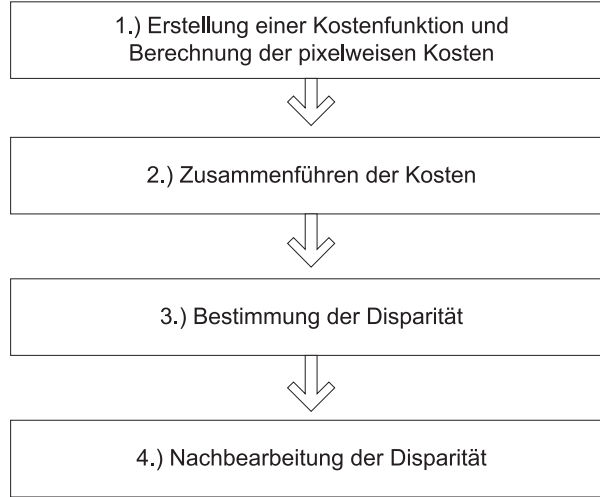 1.) Erstellung einer Kostenfunktion und
Berechnung der pixelweisen Kosten
2.) Zusammenführen der Kosten
3.) Bestimmung der Disparität
4.) Nachbearbeitung der Disparität